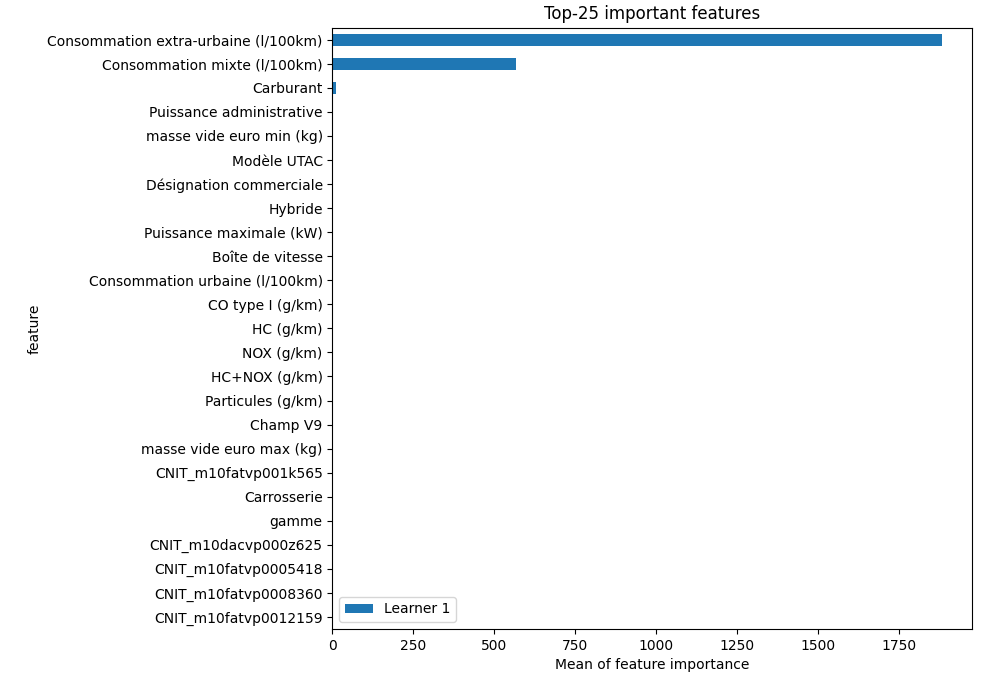 Top-25 important features
Consommation extra-urbaine (l/100km)
Consommation mixte (l/100km)
Carburant
Puissance administrative
masse vide euro min (kg)
Modèle UTAC
Désignation commerciale
Hybride
Puissance maximale (kW)
Boîte de vitesse
Consommation urbaine (l/100km)
CO type I (g/km)
HC (g/km)
NOX (g/km)
HC+NOX (g/km)
Particules (g/km)
Champ V9
masse vide euro max (kg)
CNIT_m10fatvp001k565
Carrosserie
gamme
CNIT_m10dacvp000z625
CNIT_m10fatvp0005418
CNIT_m10fatvp0008360
CNIT_m10fatvp0012159
feature
Learner 1
0 250 500 750 1000 1250 1500 1750
Mean of feature importance